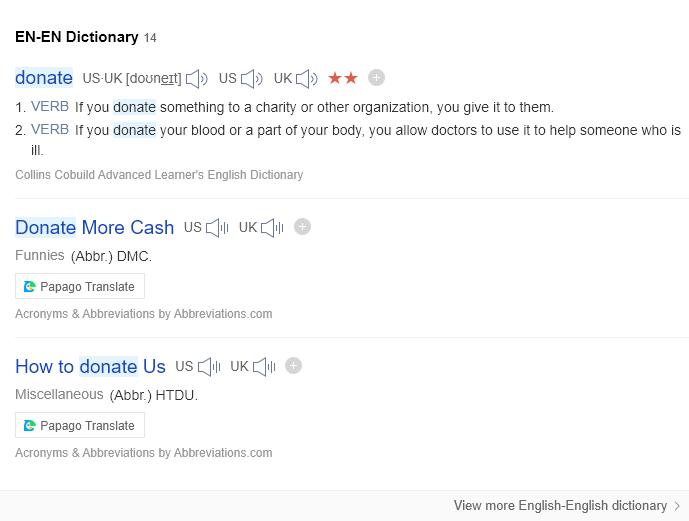 EN-EN Dictionary 14
donate US·UK [doʊneɪt] US UK ★★
1. VERB If you donate something to a charity or other organization, you give it to them.
2. VERB If you donate your blood or a part of your body, you allow doctors to use it to help someone who is
ill.
Collins Cobuild Advanced Learner's English Dictionary
Donate More Cash US UK
Funnies (Abbr.) DMC.
Papago Translate
Acronyms & Abbreviations by Abbreviations.com
How to donate Us US UK
Miscellaneous (Abbr.) HTDU.
Papago Translate
Acronyms & Abbreviations by Abbreviations.com
View more English-English dictionary